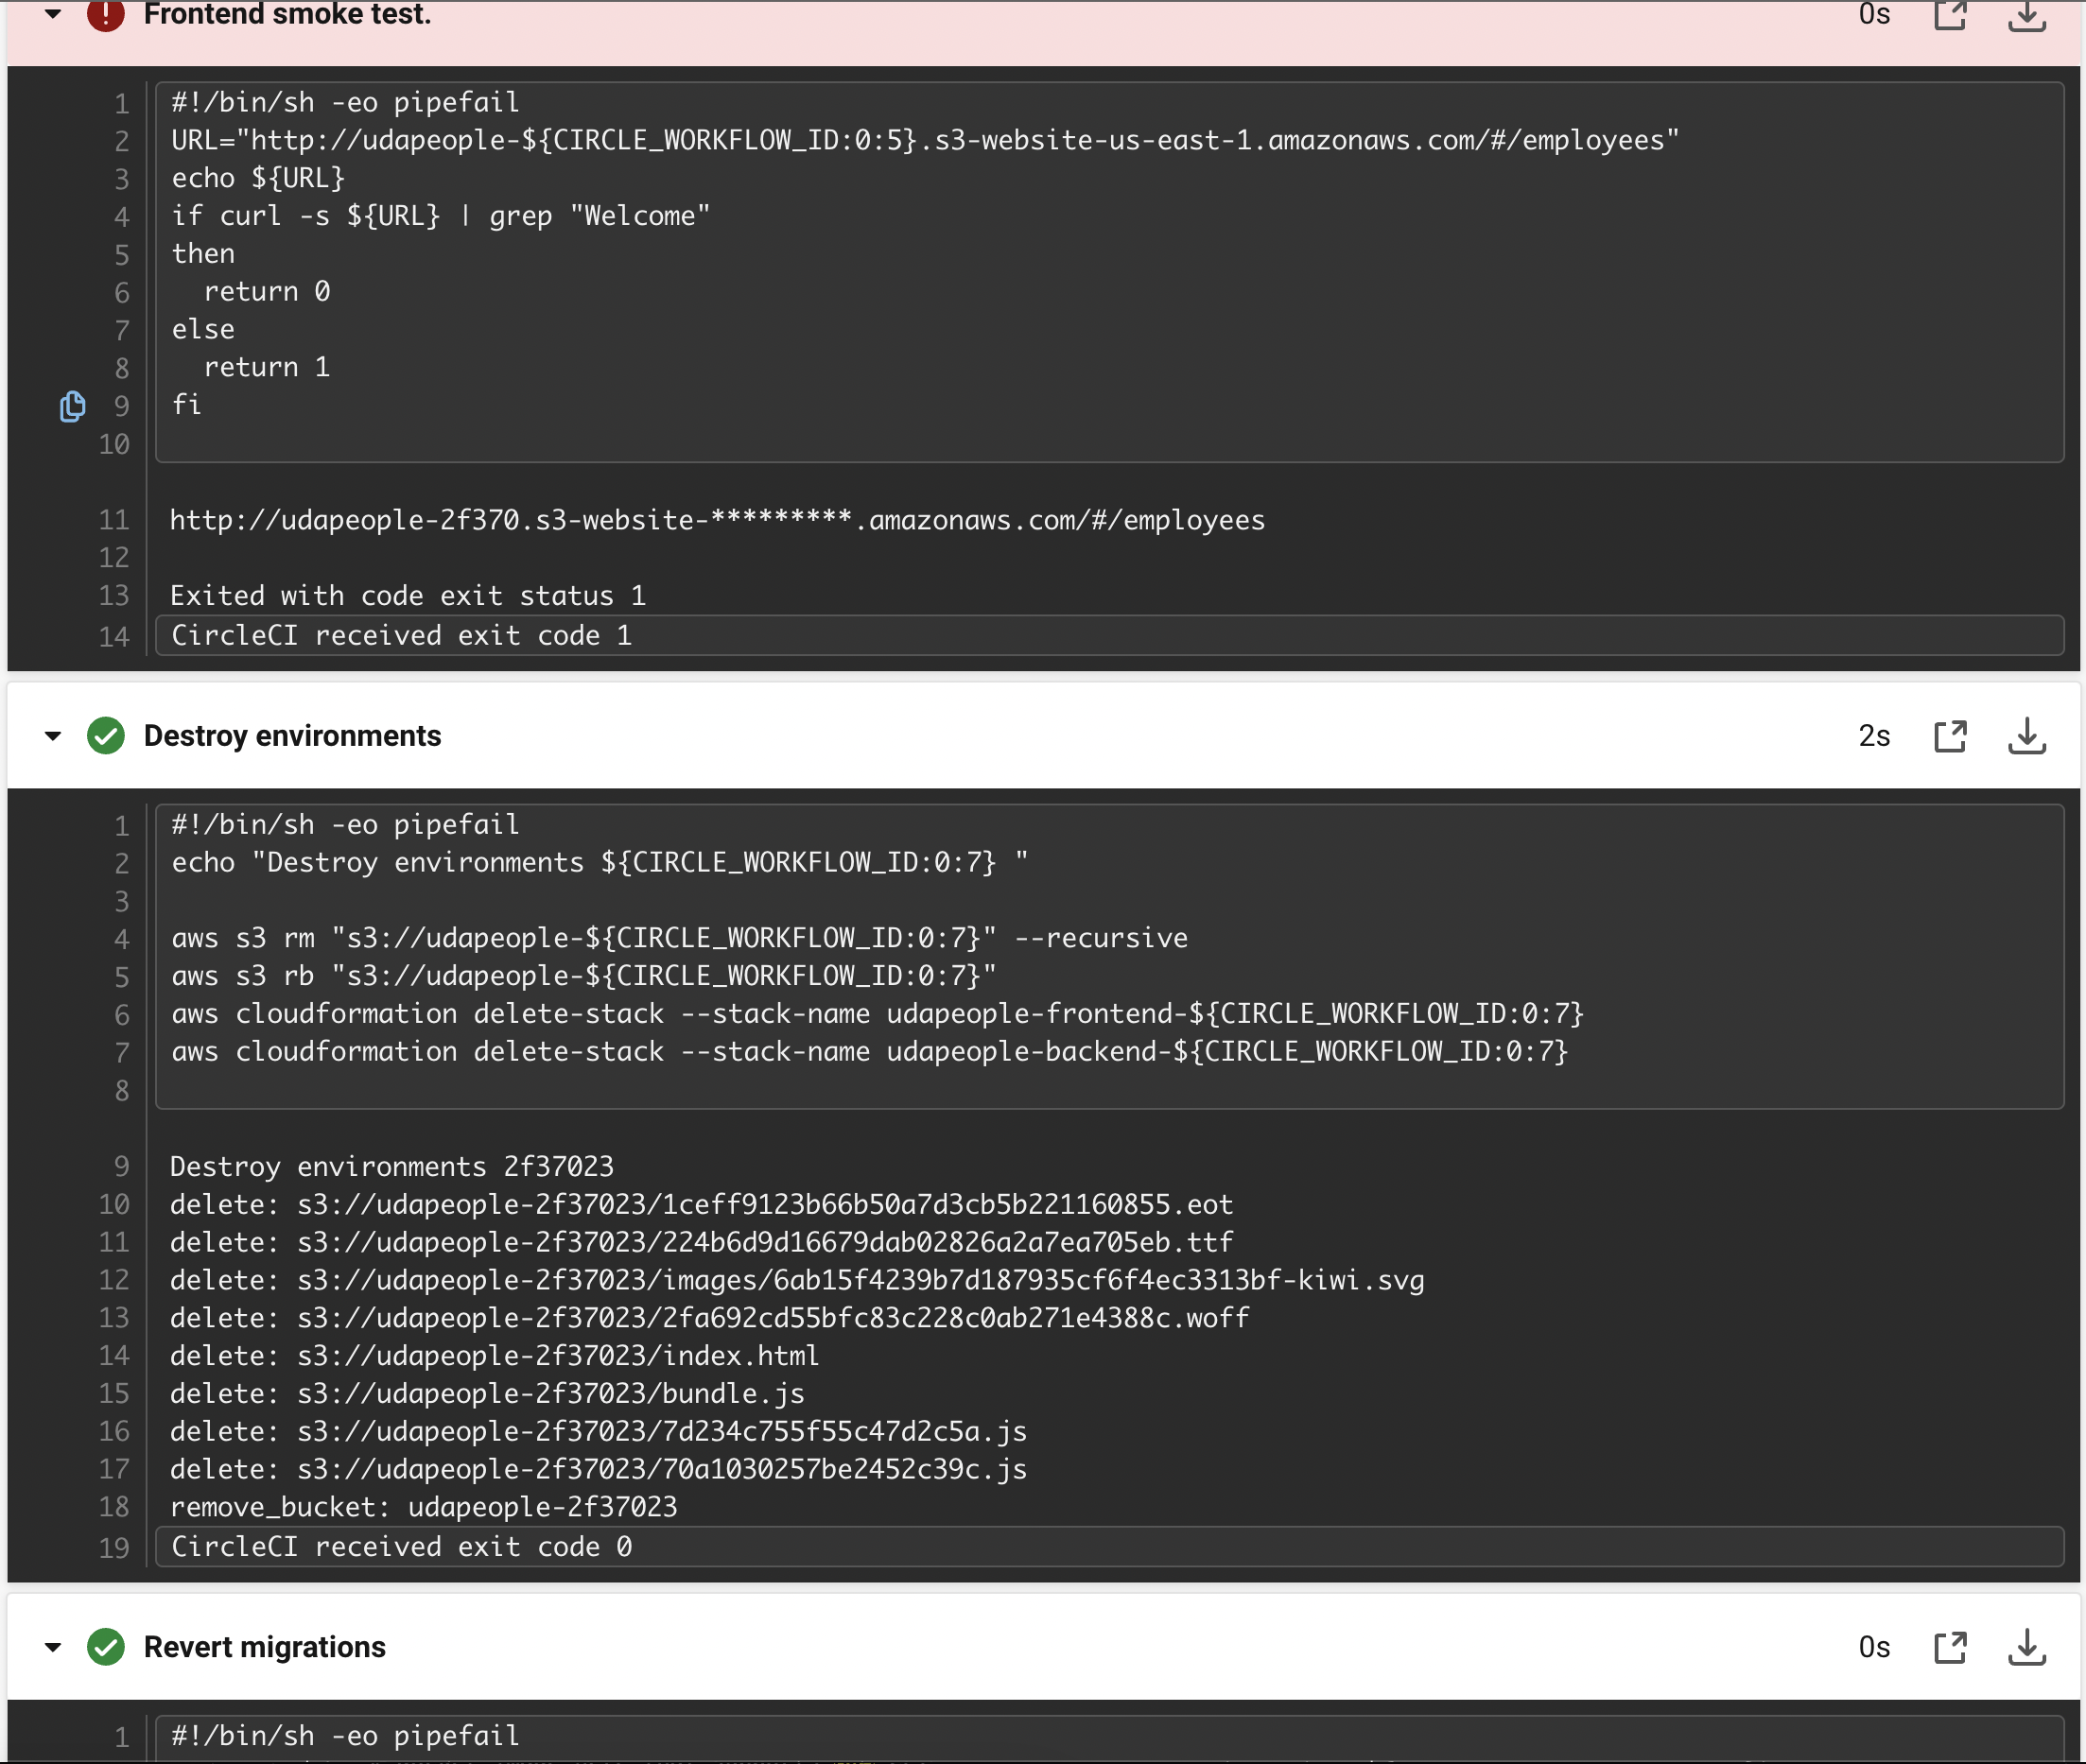 Frontend smoke test.
0s
1 #!/bin/sh -eo pipefail
2 URL="http://udapeople-${CIRCLE_WORKFLOW_ID:0:5}.s3-website-us-east-1.amazonaws.com/#/employees"
3 echo ${URL}
4 if curl -s ${URL} | grep "Welcome"
5 then
6   return 0
7 else
8   return 1
9 fi
10
11 http://udapeople-2f370.s3-website-*********.amazonaws.com/#/employees
12
13 Exited with code exit status 1
14 CircleCI received exit code 1
Destroy environments
2s
1 #!/bin/sh -eo pipefail
2 echo "Destroy environments ${CIRCLE_WORKFLOW_ID:0:7} "
3
4 aws s3 rm "s3://udapeople-${CIRCLE_WORKFLOW_ID:0:7}" --recursive
5 aws s3 rb "s3://udapeople-${CIRCLE_WORKFLOW_ID:0:7}"
6 aws cloudformation delete-stack --stack-name udapeople-frontend-${CIRCLE_WORKFLOW_ID:0:7}
7 aws cloudformation delete-stack --stack-name udapeople-backend-${CIRCLE_WORKFLOW_ID:0:7}
8
9 Destroy environments 2f37023
10 delete: s3://udapeople-2f37023/1ceff9123b66b50a7d3cb5b221160855.eot
11 delete: s3://udapeople-2f37023/224b6d9d16679dab02826a2a7ea705eb.ttf
12 delete: s3://udapeople-2f37023/images/6ab15f4239b7d187935cf6f4ec3313bf-kiwi.svg
13 delete: s3://udapeople-2f37023/2fa692cd55bfc83c228c0ab271e4388c.woff
14 delete: s3://udapeople-2f37023/index.html
15 delete: s3://udapeople-2f37023/bundle.js
16 delete: s3://udapeople-2f37023/7d234c755f55c47d2c5a.js
17 delete: s3://udapeople-2f37023/70a1030257be2452c39c.js
18 remove_bucket: udapeople-2f37023
19 CircleCI received exit code 0
Revert migrations
0s
1 #!/bin/sh -eo pipefail